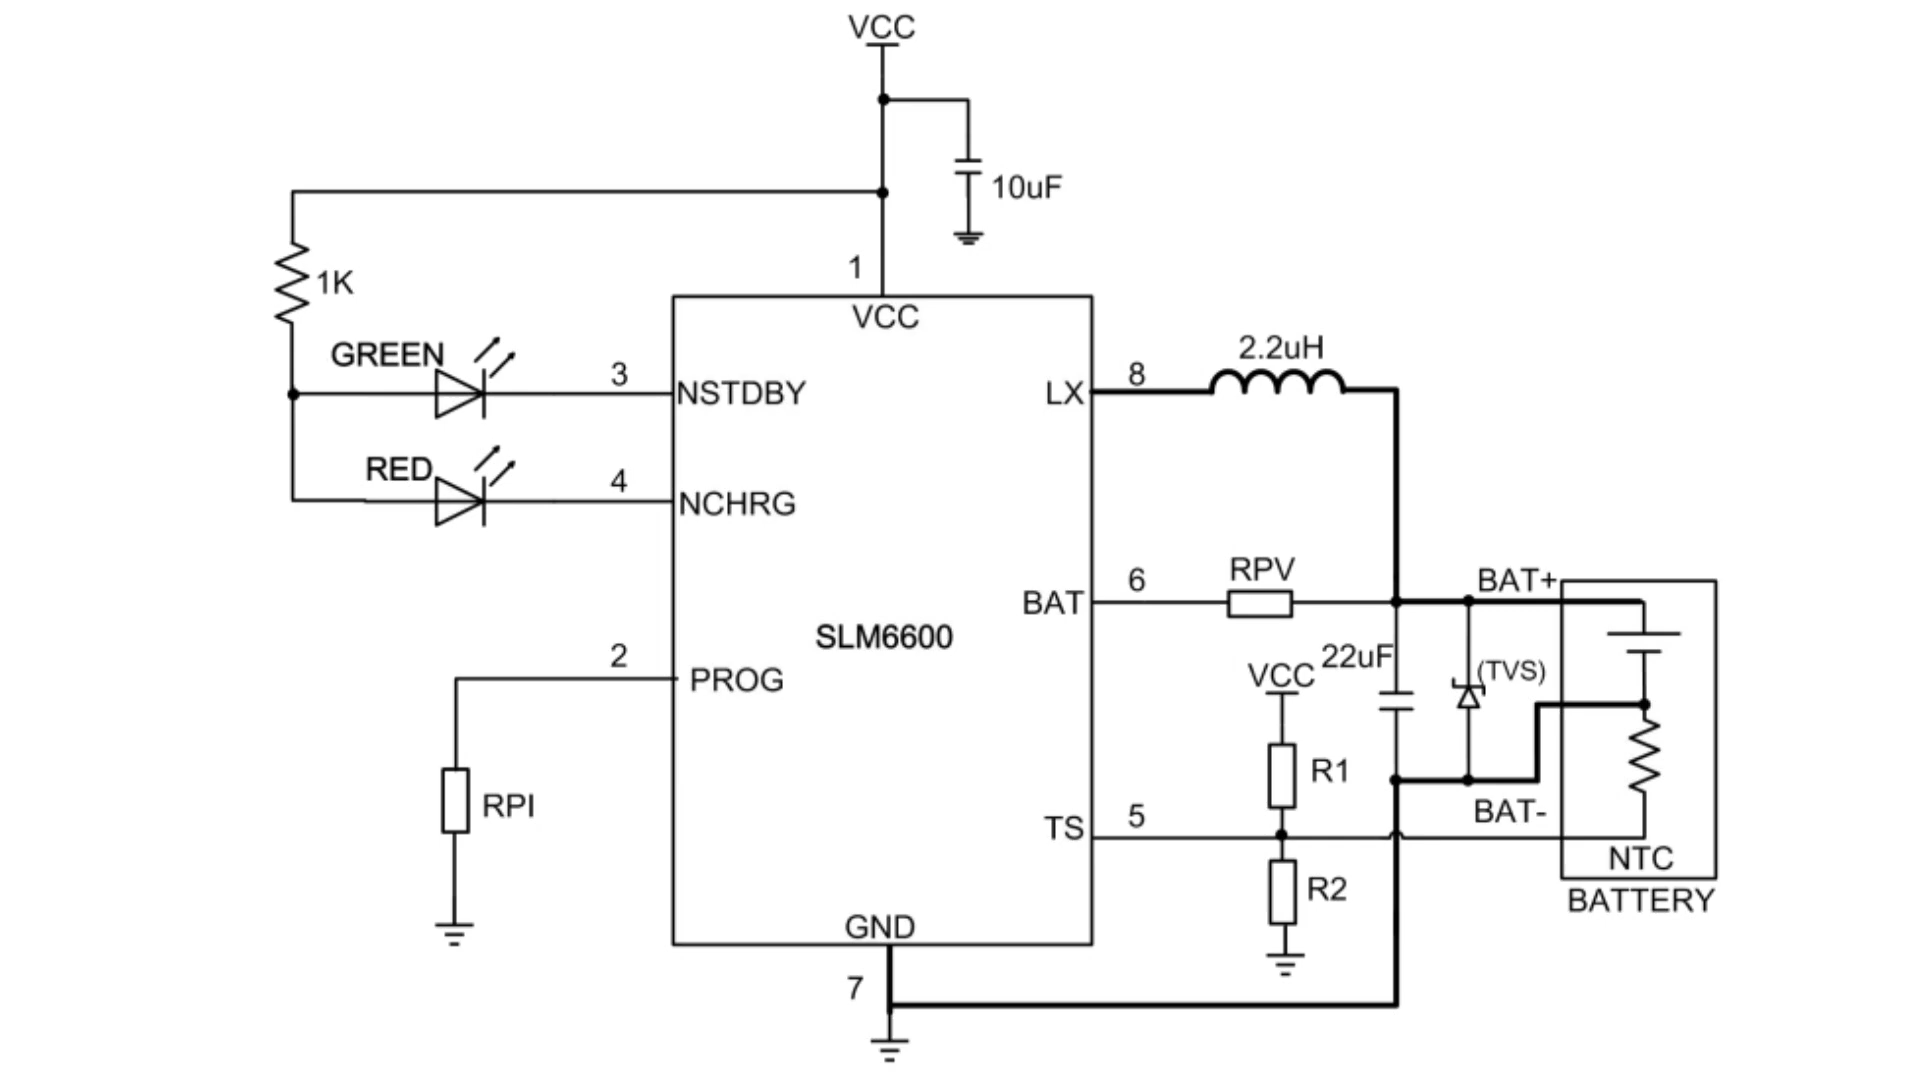 VCC
10uF
1K
1
VCC
GREEN
3
NSTDBY
LX
8
2.2uH
RED
4
NCHRG
BAT
6
RPV
BAT+
SLM6600
2
PROG
22uF
VCC
(TVS)
R1
RPI
TS
5
BAT-
NTC
R2
BATTERY
GND
7